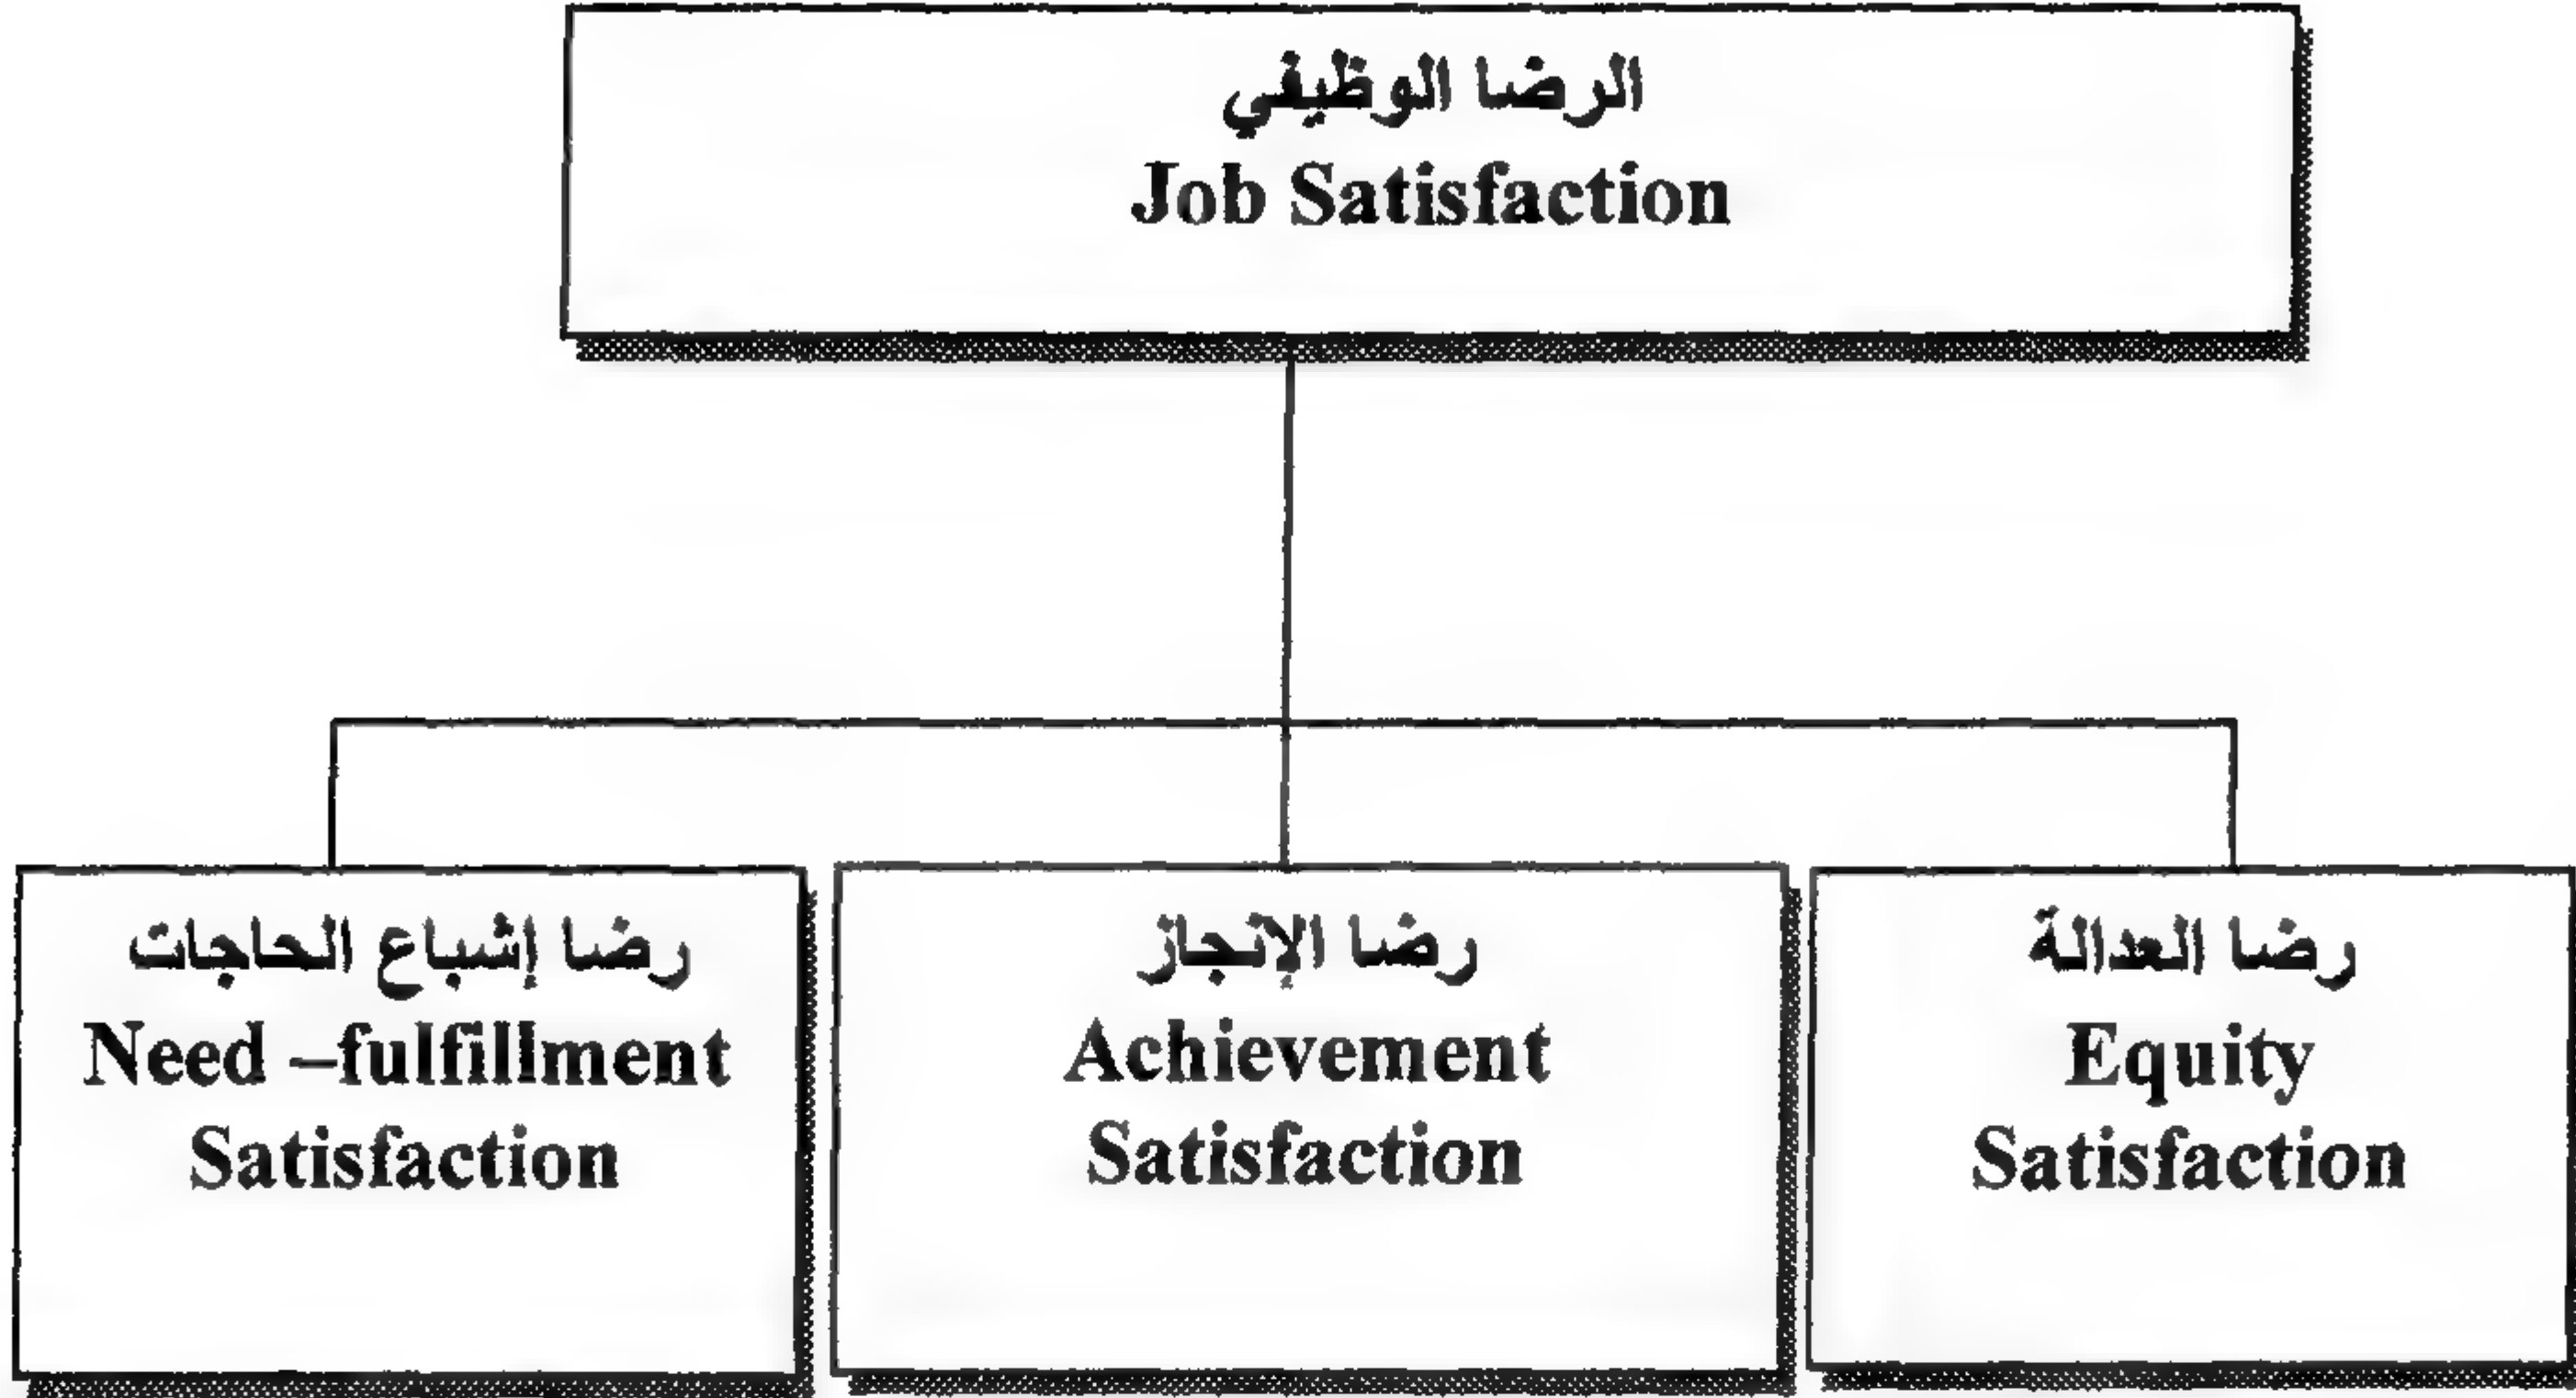 الرضا الوظيفي
Job Satisfaction
رضا إشباع الحاجات
Need –fulfillment
Satisfaction
رضا الإنجاز
Achievement
Satisfaction
رضا العدالة
Equity
Satisfaction